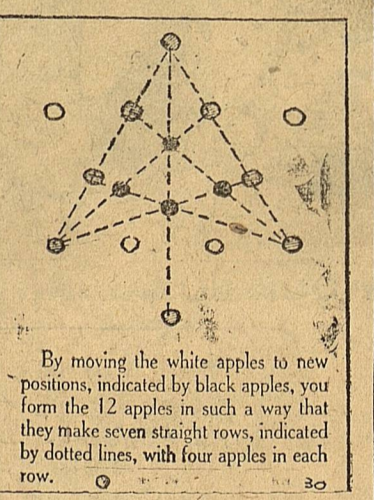 By moving the white apples to new
positions, indicated by black apples, you
form the 12 apples in such a way that
they make seven straight rows, indicated
by dotted lines, with four apples in each
row.
30